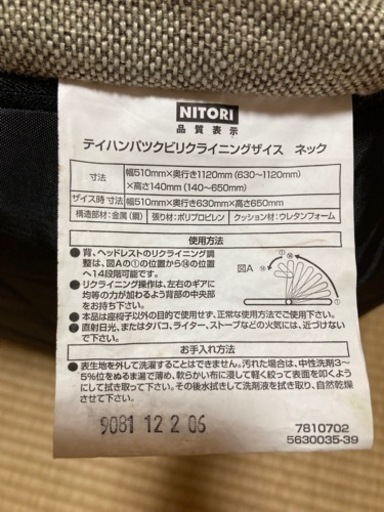 NITORI
品質表示
テイハンパツクビリクライニングザイス ネック
寸法
幅510mm×奥行き1120mm(630~1120mm)
×高さ140mm(140~650mm)
ザイス時 寸法 幅510mm×奥行き630mm×高さ650mm
構造部材:金属(鋼) 張り材:ポリプロピレン クッション材:ウレタンフォーム
使用方法
●背、ヘッドレストのリクライニング調
整は、図Aの①の位置から⑭の位置
へ14段階可能です。
●リクライニング操作は、左右のギアに
均等の力が加わるよう背部の中央部
をお持ちください。
図A
⑭
①
●本品は座椅子以外の目的で使用せず、正常な使用方法でご使用下さい。
●直射日光、またはタバコ、ライター、ストーブなどの火気には、近づけない
で下さい。
お手入れ方法
●表生地を外して洗濯することはできません。汚れた場合は、中性洗剤3~
5%位をぬるま湯で薄め、軟らかい布に浸して軽く絞って表面を叩くように
して拭き取って下さい。その後水拭きして洗剤液を拭き取り、自然乾燥
させて下さい。
9081 12 2 06
7810702
5630035-39